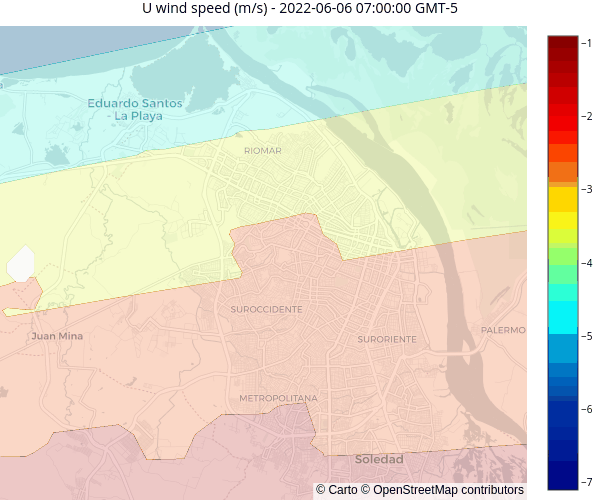 U wind speed (m/s) - 2022-06-06 07:00:00 GMT-5
−1
−2
−3
−4
−5
−6
−7
Eduardo Santos
- La Playa
RIOMAR
SUROCCIDENTE
Juan Mina
PALERMO
SURORIENTE
METROPOLITANA
Soledad
© Carto © OpenStreetMap contributors